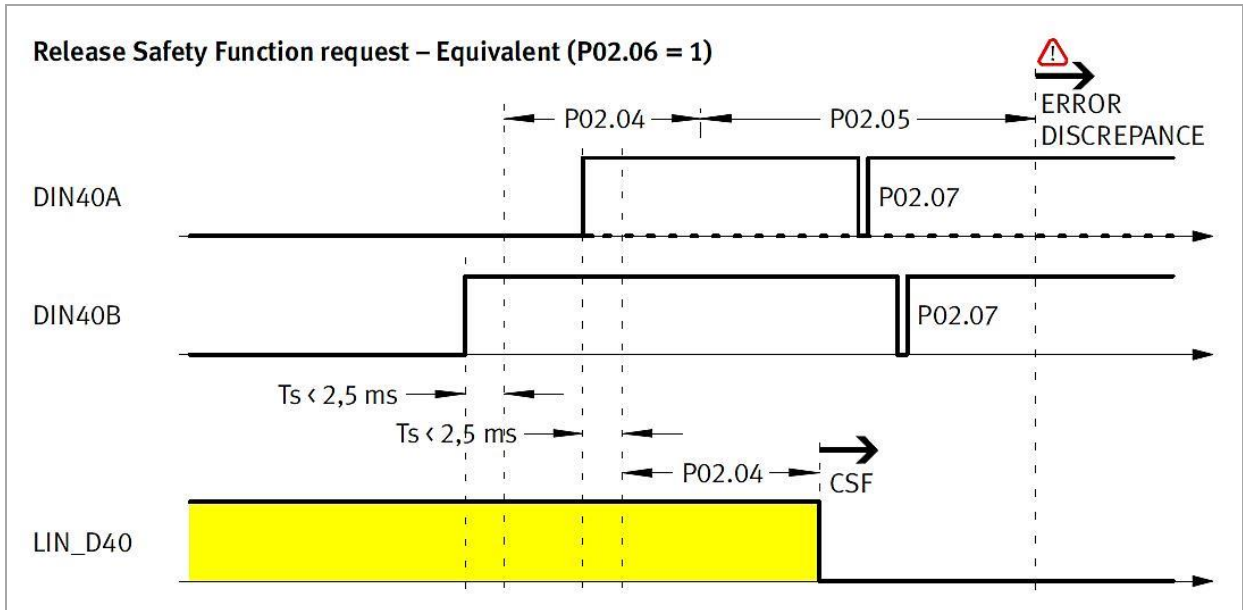 Release Safety Function request – Equivalent (P02.06 = 1)
P02.04
P02.05
ERROR
DISCREPANCE
DIN40A
P02.07
DIN40B
P02.07
Ts < 2,5 ms
Ts < 2,5 ms
P02.04
CSF
LIN_D40